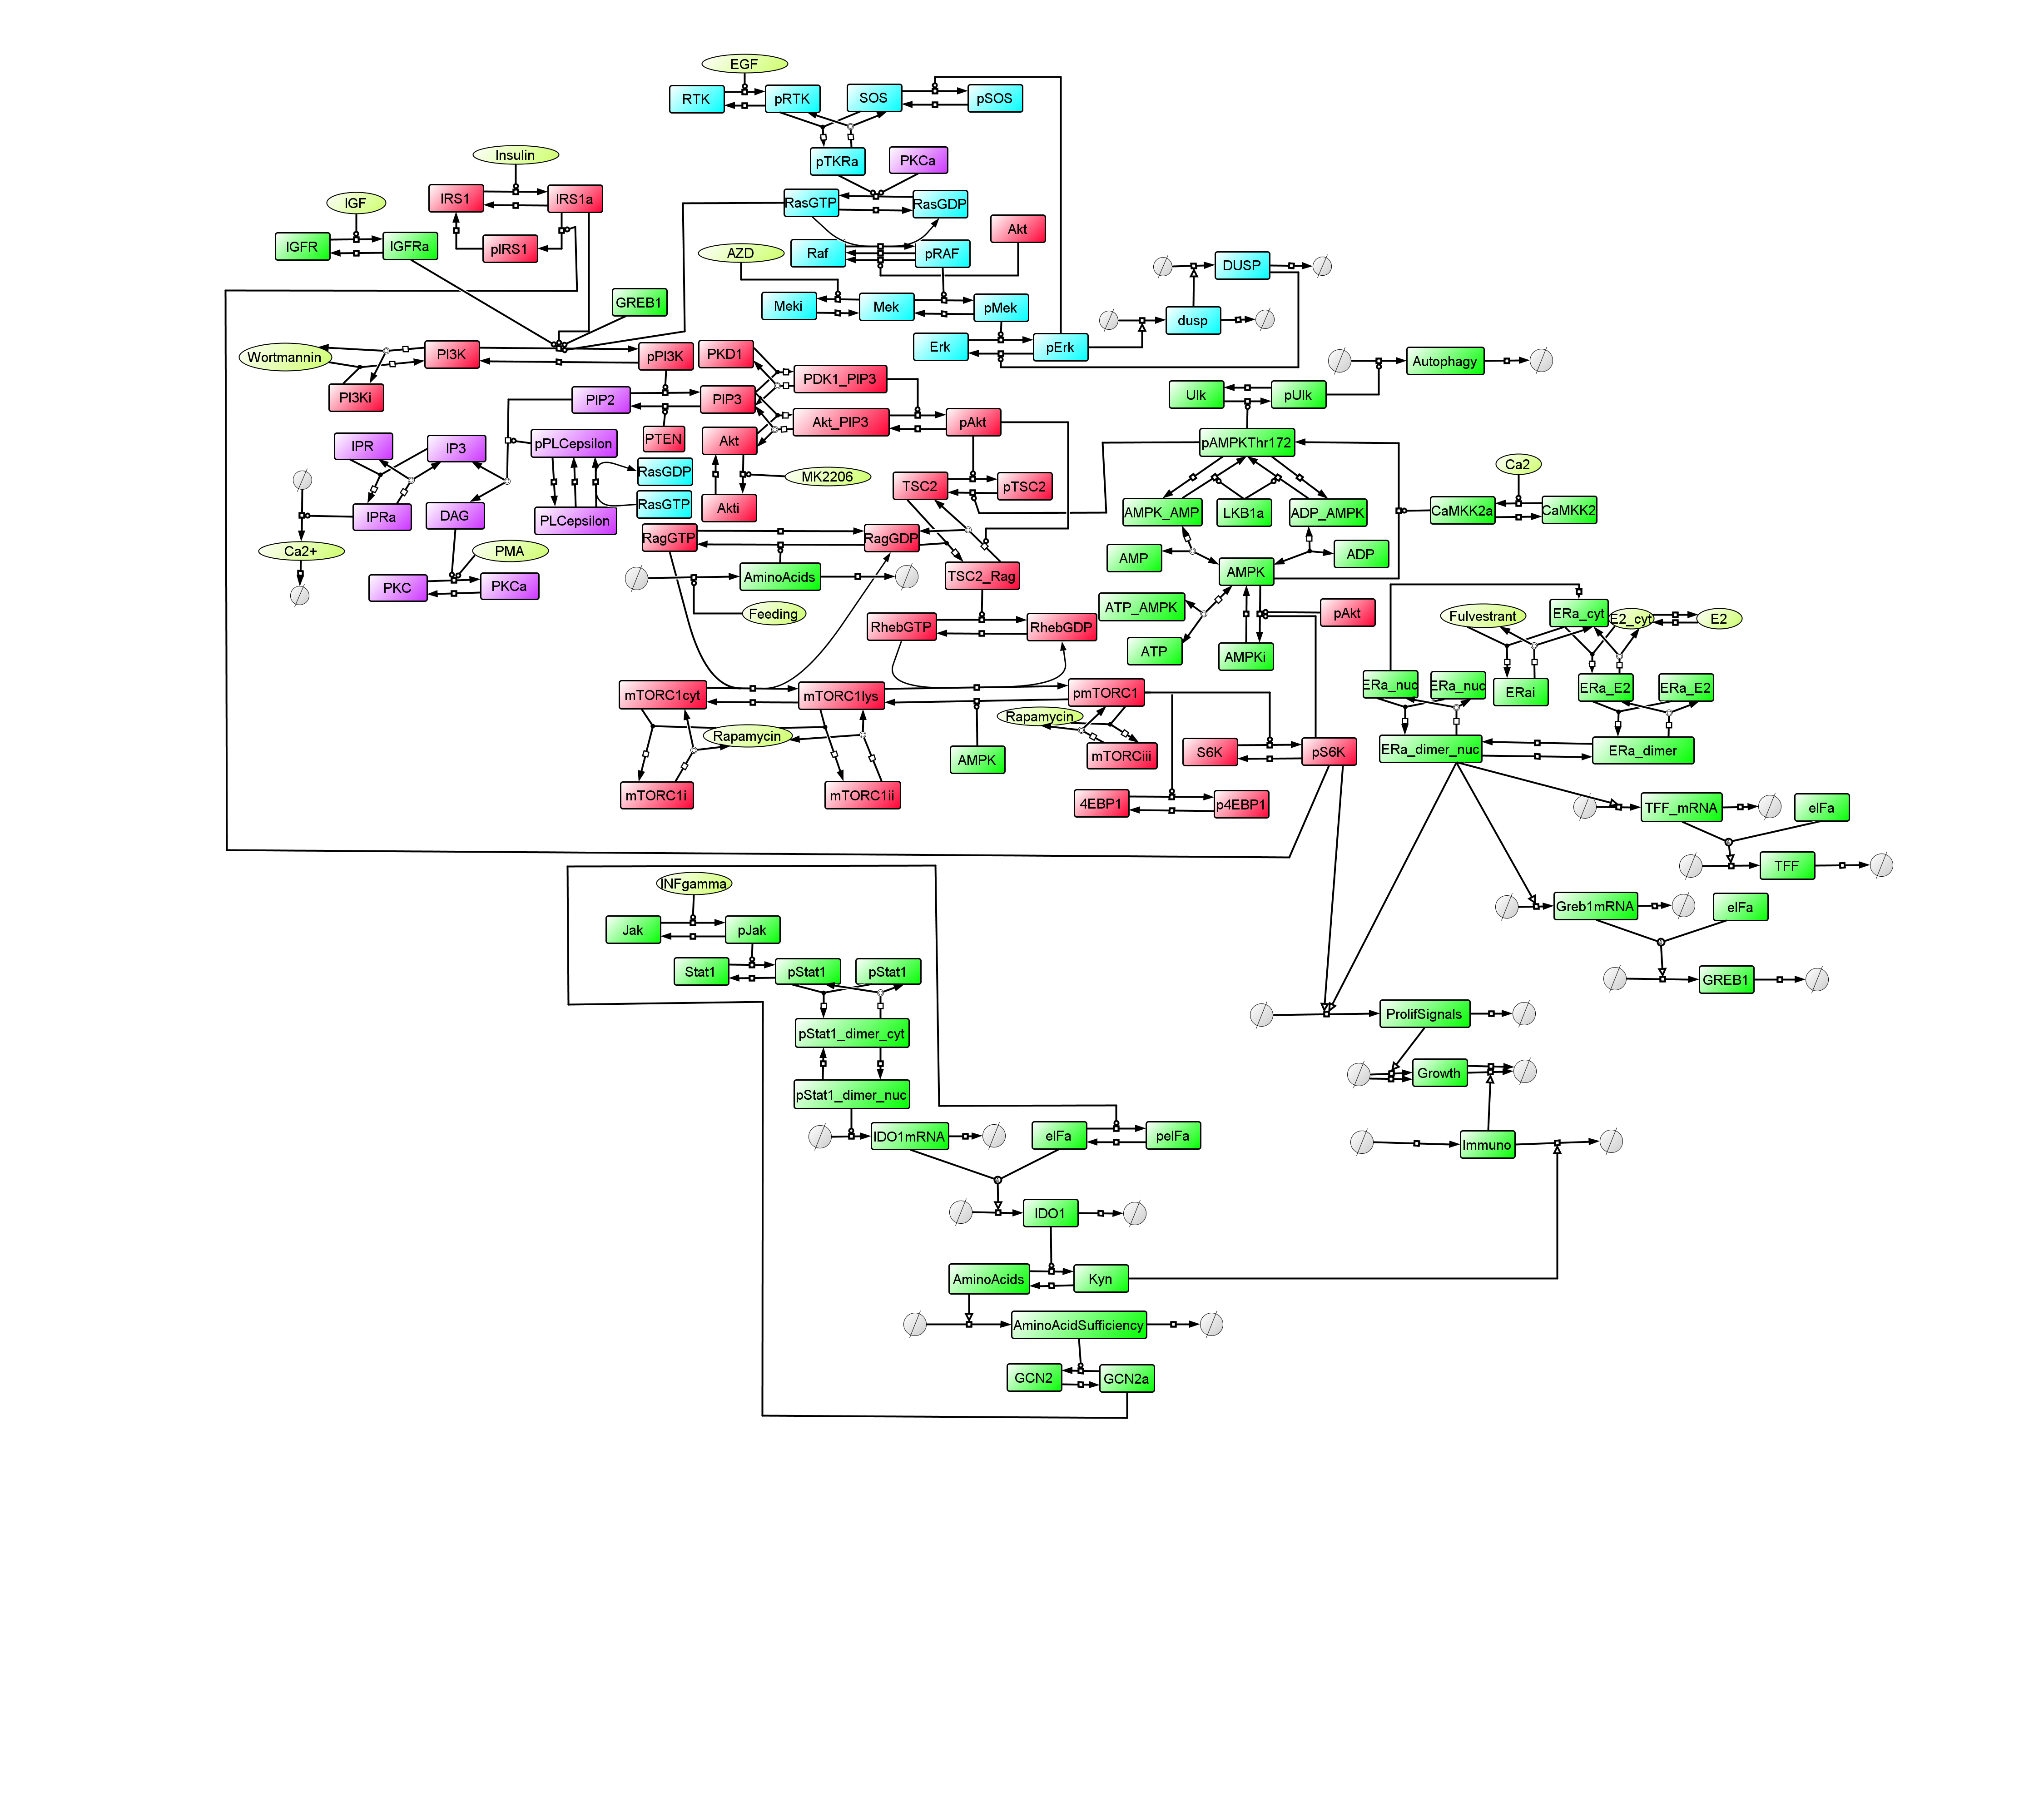 EGF
RTK
pRTK
SOS
pSOS
Insulin
pTKRa
PKCa
IRS1
IRS1a
IGF
RasGTP
RasGDP
Akt
IGFR
IGFRa
pIRS1
AZD
Raf
pRAF
DUSP
GREB1
Meki
Mek
pMek
dusp
Wortmannin
PI3K
pPI3K
PKD1
Erk
pErk
Autophagy
PI3Ki
PIP2
PIP3
PDK1_PIP3
Ulk
pUlk
Akt_PIP3
pAkt
IPR
IP3
pPLCepsilon
PTEN
Akt
pAMPKThr172
RasGDP
MK2206
Ca2
RasGTP
Akti
TSC2
pTSC2
IPRa
DAG
PLCepsilon
AMPK_AMP
LKB1a
ADP_AMPK
CaMKK2a
CaMKK2
Ca2+
PMA
RagGTP
RagGDP
AMP
ADP
PKC
PKCa
AminoAcids
TSC2_Rag
AMPK
Feeding
ATP_AMPK
pAkt
Fulvestrant
ERa_cyt
E2_cyt
E2
RhebGTP
RhebGDP
ATP
AMPKi
mTORC1cyt
mTORC1lys
pmTORC1
ERa_nuc
ERa_nuc
ERai
ERa_E2
ERa_E2
Rapamycin
Rapamycin
AMPK
mTORCiii
S6K
pS6K
ERa_dimer_nuc
ERa_dimer
mTORC1i
mTORC1ii
4EBP1
p4EBP1
TFF_mRNA
eIFa
TFF
INFgamma
Greb1mRNA
eIFa
Jak
pJak
Stat1
pStat1
pStat1
GREB1
pStat1_dimer_cyt
ProlifSignals
Growth
pStat1_dimer_nuc
IDO1mRNA
eIFa
peIFa
Immuno
IDO1
AminoAcids
Kyn
AminoAcidSufficiency
GCN2
GCN2a